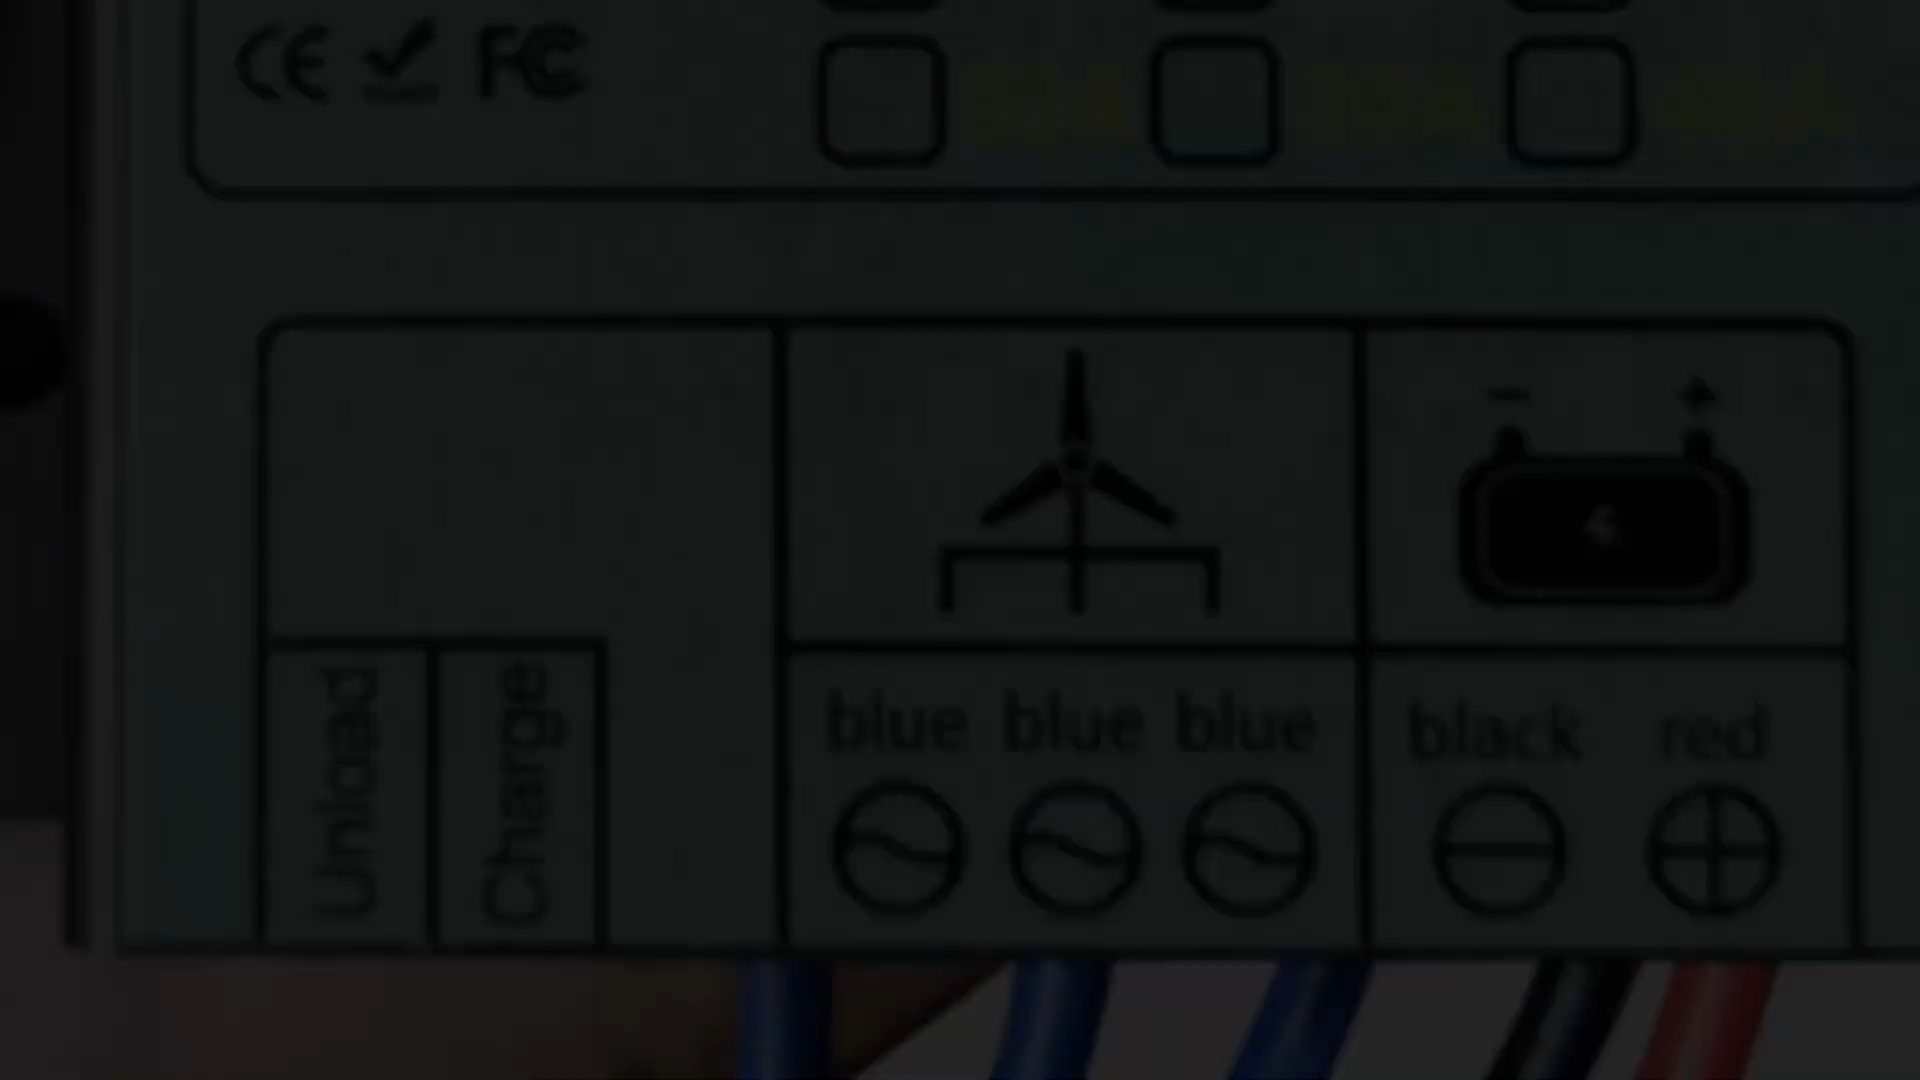 CE FC
- +
Unload
Charge
blue blue blue
black red